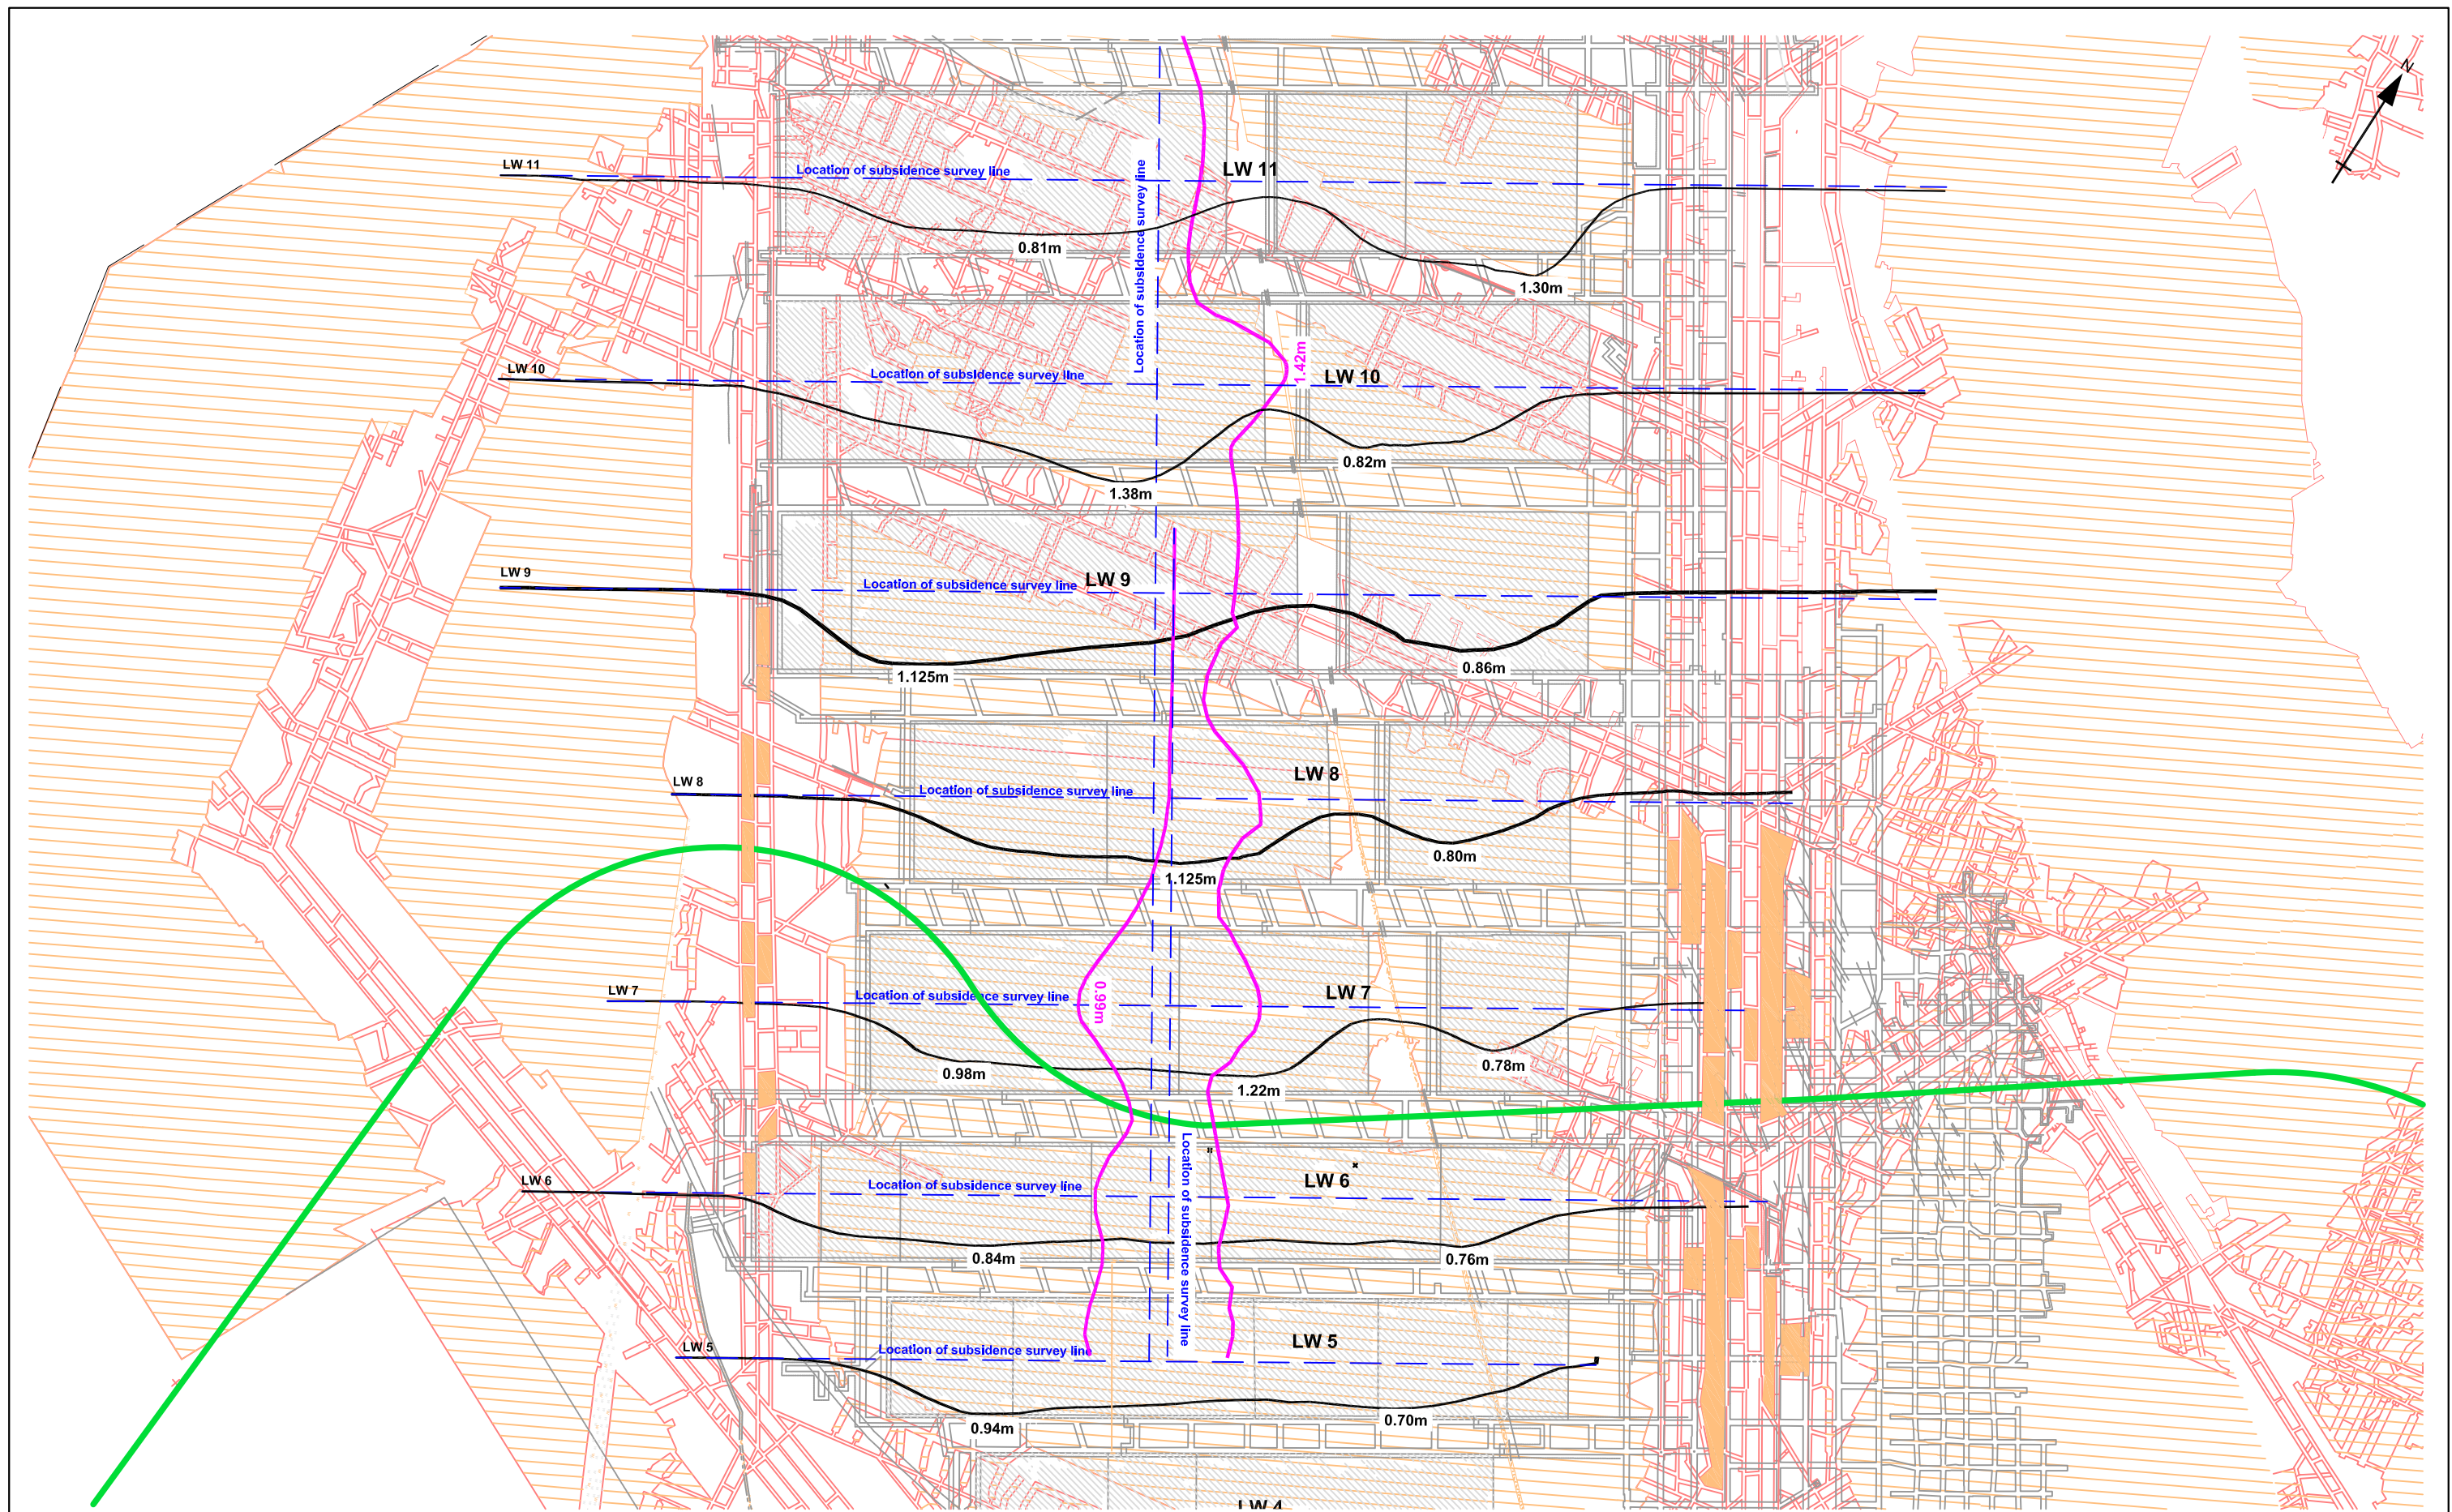 N
LW 11
Location of subsidence survey line
LW 11
Location of subsidence survey line
0.81m
1.30m
1.42m
LW 10
Location of subsidence survey line
LW 10
0.82m
1.38m
LW 9
Location of subsidence survey line
LW 9
1.125m
0.86m
LW 8
Location of subsidence survey line
LW 8
1.125m
0.80m
LW 7
Location of subsidence survey line
0.99m
LW 7
0.98m
1.22m
0.78m
LW 6
Location of subsidence survey line
Location of subsidence survey line
LW 6
0.84m
0.76m
LW 5
Location of subsidence survey line
LW 5
0.94m
0.70m
LW 4